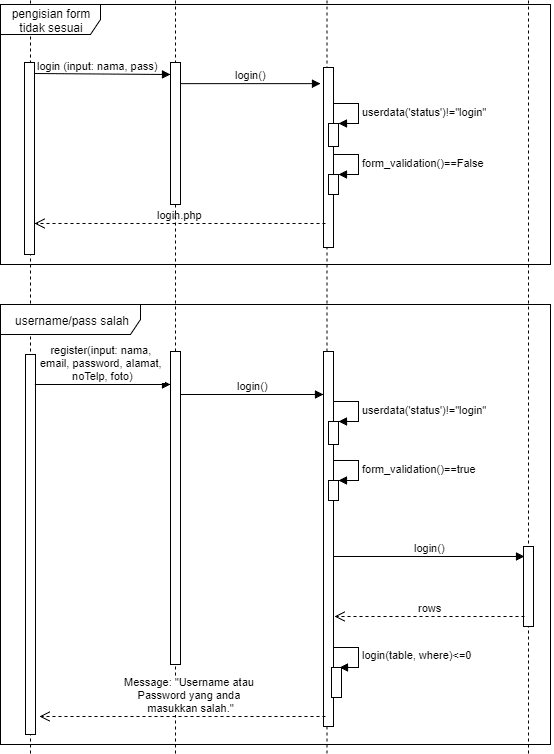 pengisian form
tidak sesuai
login (input: nama, pass)
login()
userdata('status')!="login"
form_validation()==False
login.php
username/pass salah
register(input: nama,
email, password, alamat,
noTelp, foto)
login()
userdata('status')!="login"
form_validation()==true
login()
rows
login(table, where)<=0
Message: "Username atau
Password yang anda
masukkan salah."